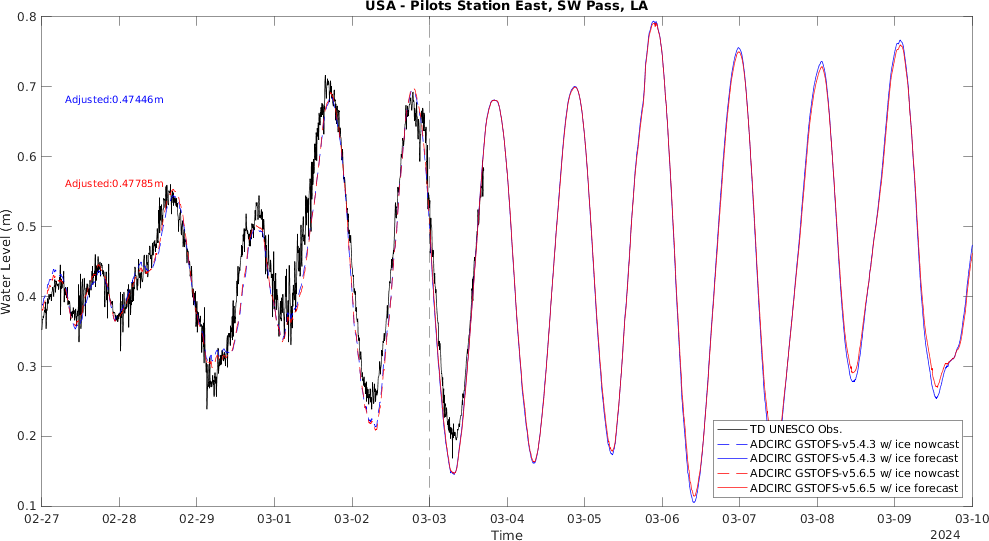 USA - Pilots Station East, SW Pass, LA
0.8
0.7
0.6
0.5
0.4
0.3
0.2
0.1
Water Level (m)
Adjusted:0.47446m
Adjusted:0.47785m
TD UNESCO Obs.
ADCIRC GSTOFS-v5.4.3 w/ ice nowcast
ADCIRC GSTOFS-v5.4.3 w/ ice forecast
ADCIRC GSTOFS-v5.6.5 w/ ice nowcast
ADCIRC GSTOFS-v5.6.5 w/ ice forecast
02-27 02-28 02-29 03-01 03-02 03-03 03-04 03-05 03-06 03-07 03-08 03-09 03-10
Time
2024